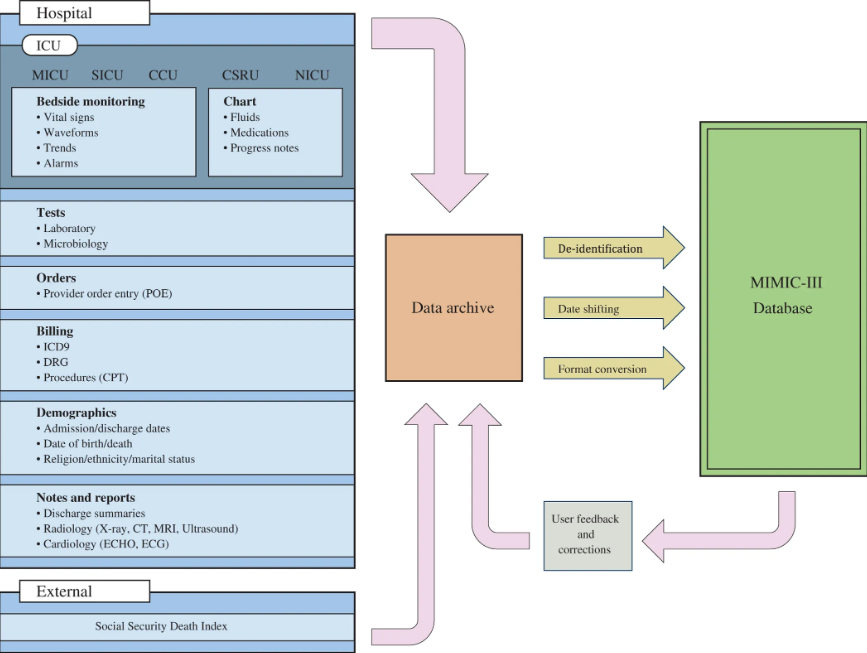 Hospital
ICU
MICU SICU CCU CSRU NICU
Bedside monitoring
• Vital signs
• Waveforms
• Trends
• Alarms
Chart
• Fluids
• Medications
• Progress notes
Tests
• Laboratory
• Microbiology
Orders
• Provider order entry (POE)
Billing
• ICD9
• DRG
• Procedures (CPT)
Demographics
• Admission/discharge dates
• Date of birth/death
• Religion/ethnicity/marital status
Notes and reports
• Discharge summaries
• Radiology (X-ray, CT, MRI, Ultrasound)
• Cardiology (ECHO, ECG)
External
Social Security Death Index
Data archive
De-identification
Date shifting
Format conversion
MIMIC-III
Database
User feedback
and
corrections